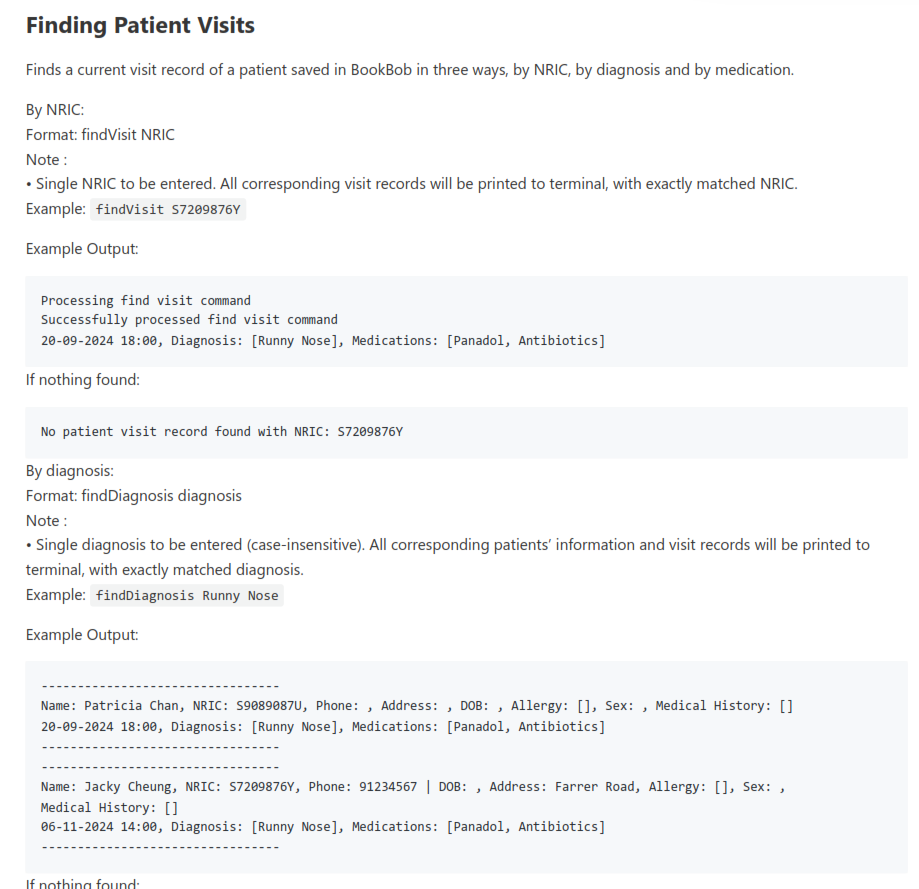 Finding Patient Visits
Finds a current visit record of a patient saved in BookBob in three ways, by NRIC, by diagnosis and by medication.
By NRIC:
Format: findVisit NRIC
Note :
• Single NRIC to be entered. All corresponding visit records will be printed to terminal, with exactly matched NRIC.
Example: findVisit S7209876Y
Example Output:
Processing find visit command
Successfully processed find visit command
20-09-2024 18:00, Diagnosis: [Runny Nose], Medications: [Panadol, Antibiotics]
If nothing found:
No patient visit record found with NRIC: S7209876Y
By diagnosis:
Format: findDiagnosis diagnosis
Note :
• Single diagnosis to be entered (case-insensitive). All corresponding patients’ information and visit records will be printed to
terminal, with exactly matched diagnosis.
Example: findDiagnosis Runny Nose
Example Output:
---------------------------------
Name: Patricia Chan, NRIC: S9089087U, Phone: , Address: , DOB: , Allergy: [], Sex: , Medical History: []
20-09-2024 18:00, Diagnosis: [Runny Nose], Medications: [Panadol, Antibiotics]
---------------------------------
---------------------------------
Name: Jacky Cheung, NRIC: S7209876Y, Phone: 91234567 | DOB: , Address: Farrer Road, Allergy: [], Sex: ,
Medical History: []
06-11-2024 14:00, Diagnosis: [Runny Nose], Medications: [Panadol, Antibiotics]
---------------------------------
If nothing found: